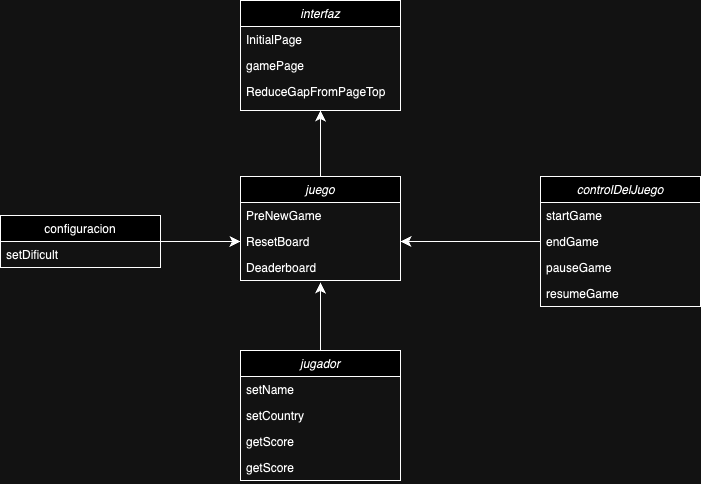 interfaz
InitialPage
gamePage
ReduceGapFromPageTop
juego
PreNewGame
ResetBoard
Deaderboard
configuracion
setDificult
controlDelJuego
startGame
endGame
pauseGame
resumeGame
jugador
setName
setCountry
getScore
getScore